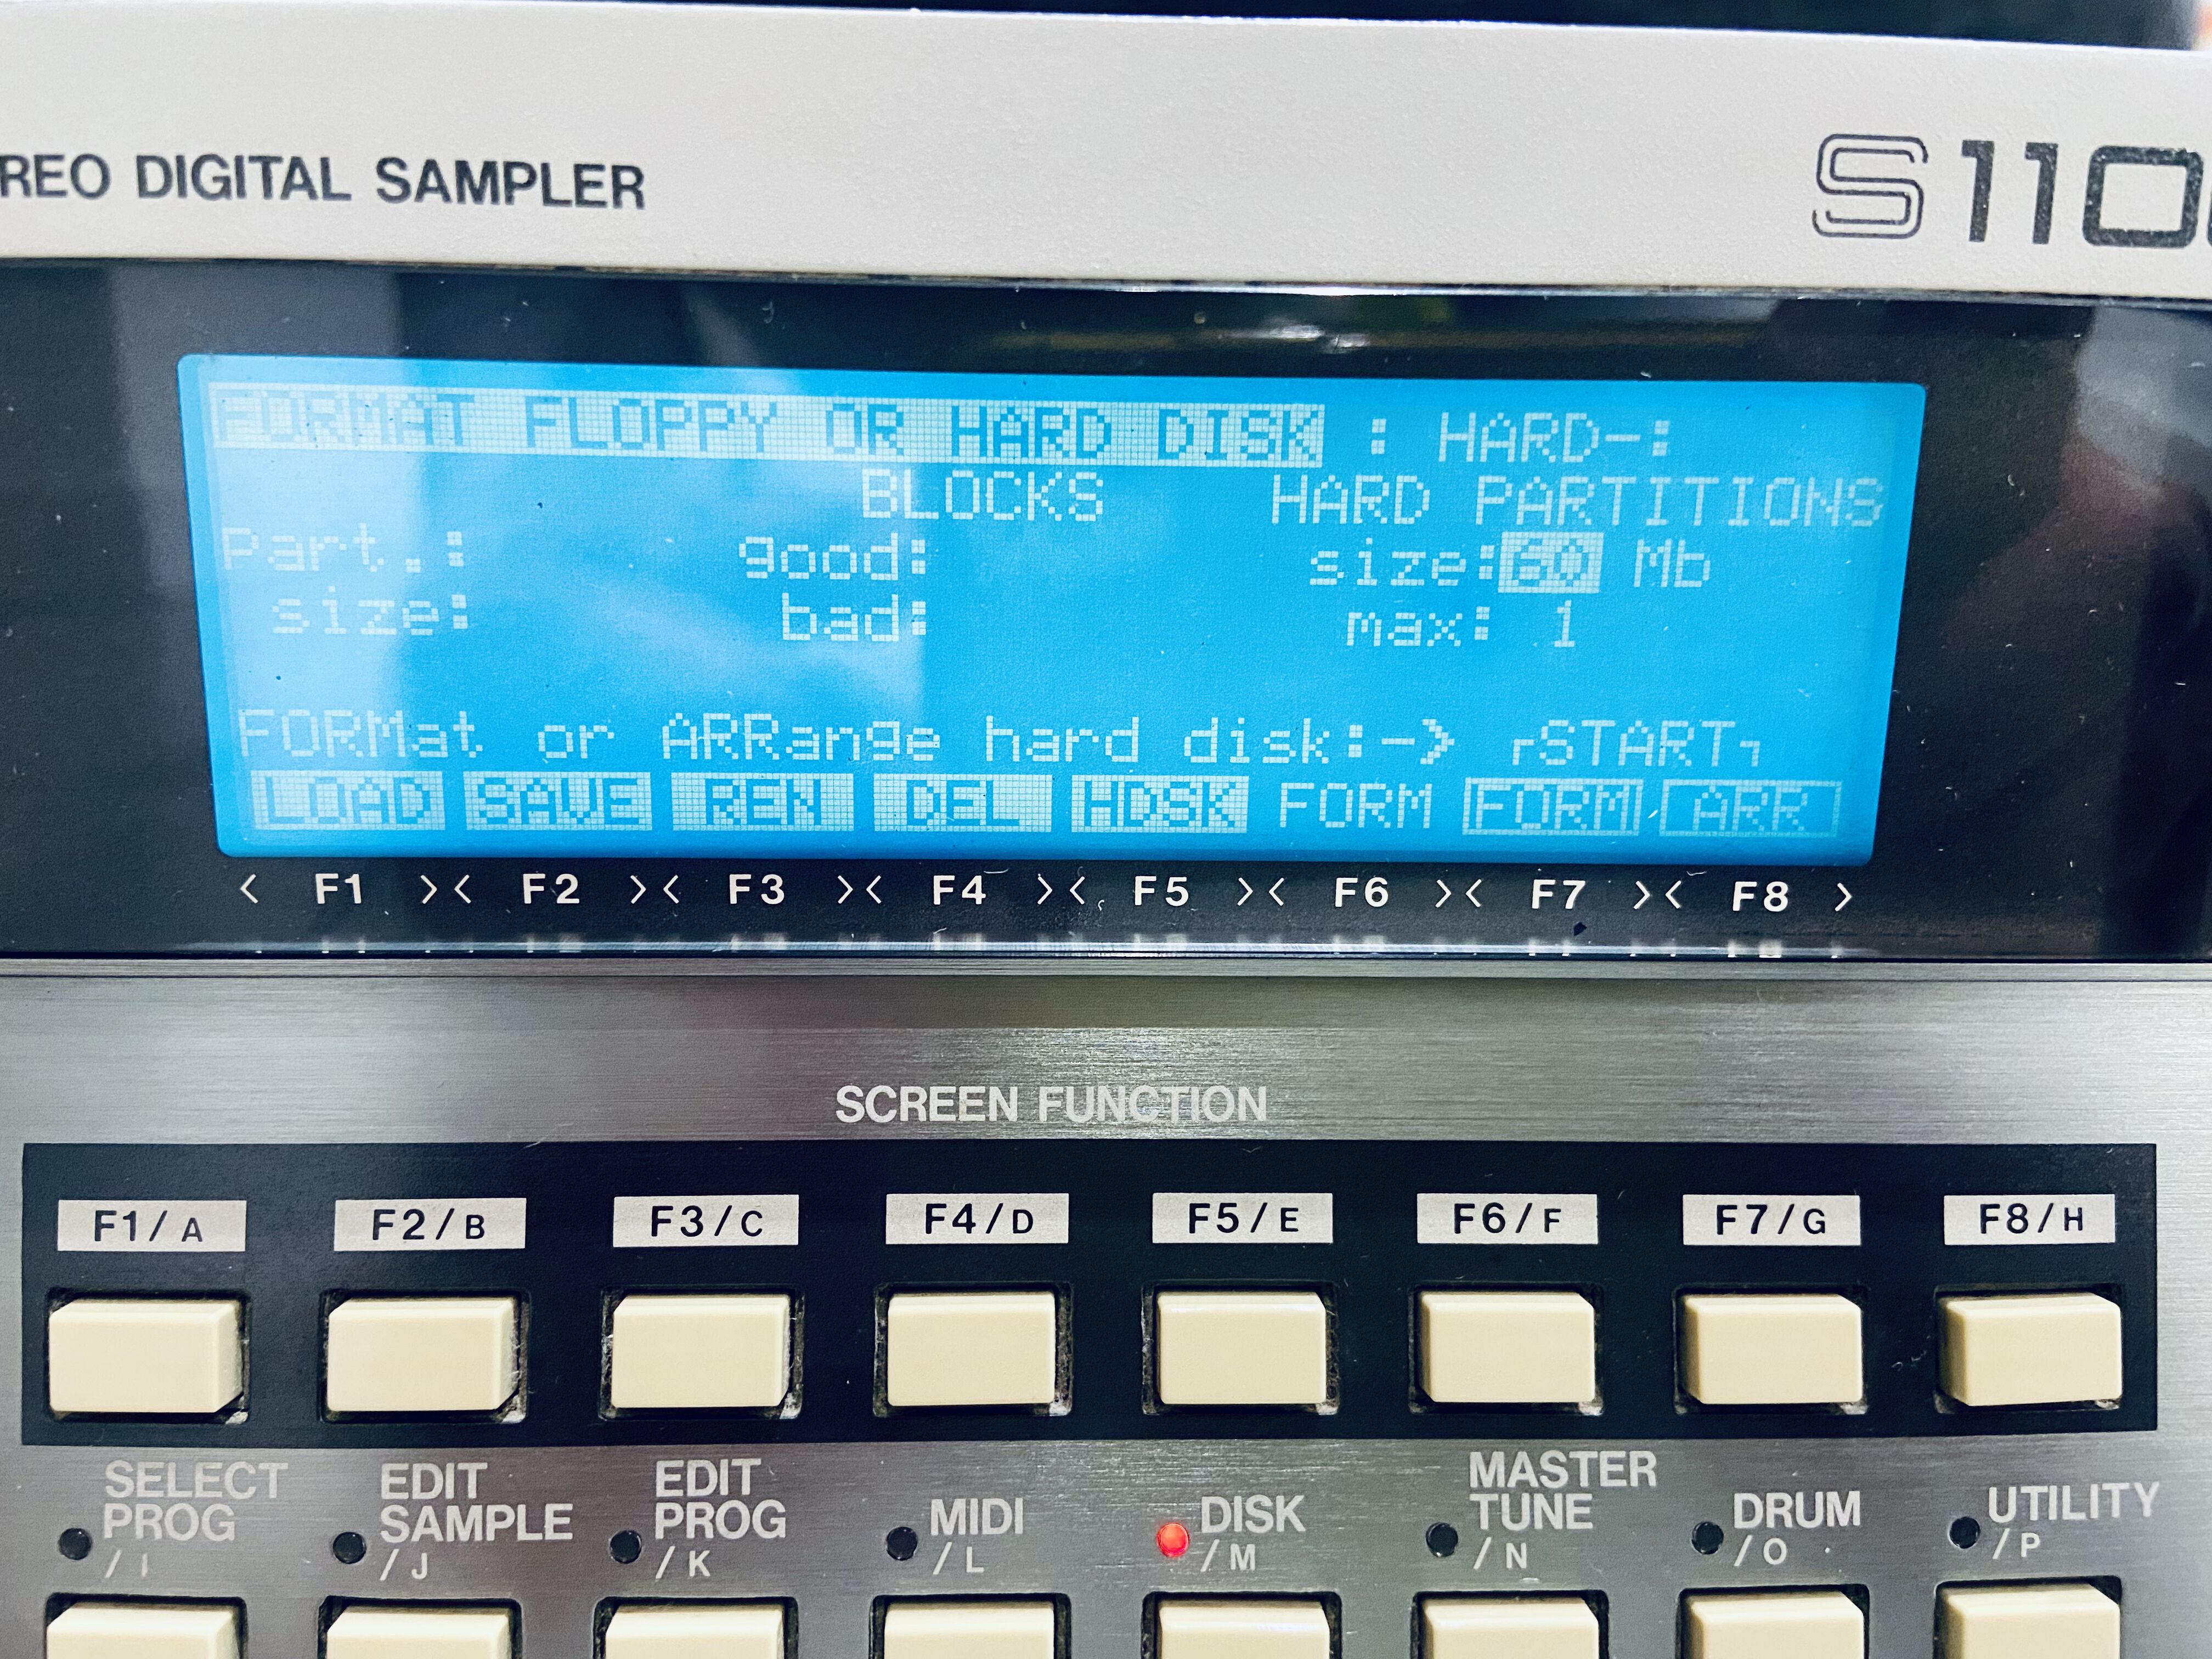 REO DIGITAL SAMPLER
S110
FORMAT FLOPPY OR HARD DISK : HARD-:
BLOCKS HARD PARTITIONS
Part.: good: size:60 Mb
size: bad: max: 1
FORMat or ARRange hard disk:-> ┌START┐
LOAD SAVE REN DEL HDSK FORM FORM ARR
< F1 >< F2 >< F3 >< F4 >< F5 >< F6 >< F7 >< F8 >
SCREEN FUNCTION
F1/A F2/B F3/C F4/D F5/E F6/F F7/G F8/H
SELECT PROG /I
EDIT SAMPLE /J
EDIT PROG /K
MIDI /L
DISK /M
MASTER TUNE /N
DRUM /O
UTILITY /P